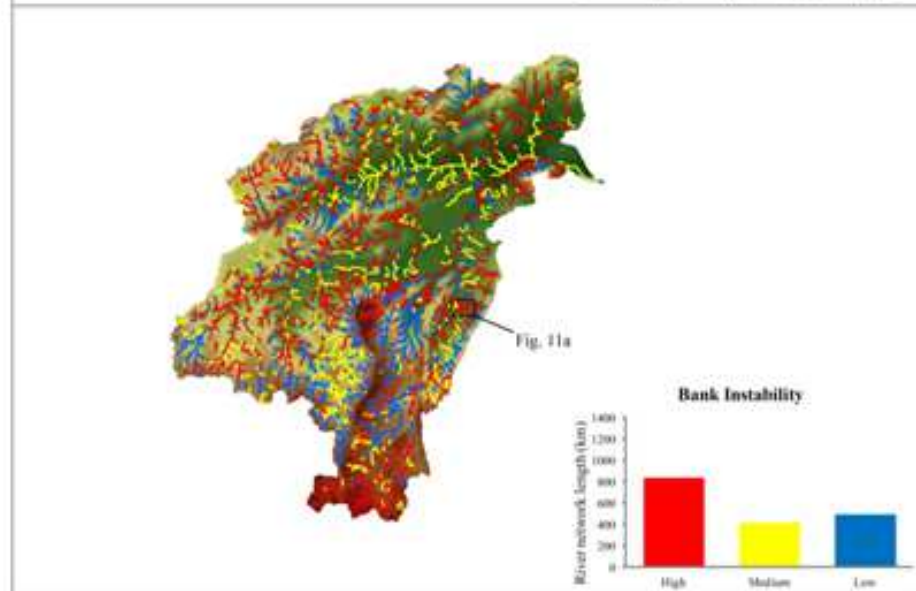 Fig. 11a
Bank Instability
River network length (km)
1400
1200
1000
800
600
400
200
0
High
Medium
Low